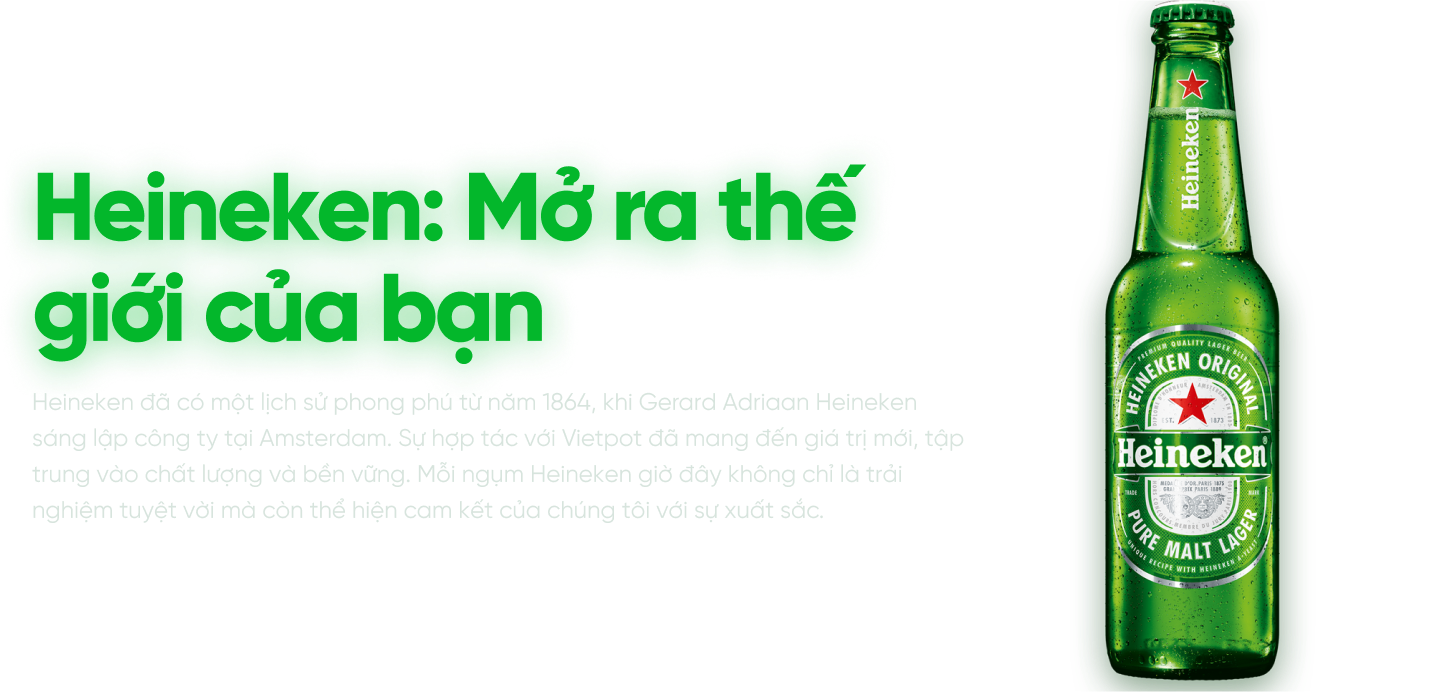 Heineken: Mở ra thế
giới của bạn
Heineken đã có một lịch sử phong phú từ năm 1864, khi Gerard Adriaan Heineken
sáng lập công ty tại Amsterdam. Sự hợp tác với Vietpot đã mang đến giá trị mới, tập
trung vào chất lượng và bền vững. Mỗi ngụm Heineken giờ đây không chỉ là trải
nghiệm tuyệt vời mà còn thể hiện cam kết của chúng tôi với sự xuất sắc.
Heineken
PREMIUM QUALITY LAGER BEER
HEINEKEN ORIGINAL
EST. 1873
Heineken®
TRADE MARK
PURE MALT LAGER
UNIQUE RECIPE WITH HEINEKEN A-YEAST